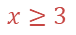 x ≥ 3